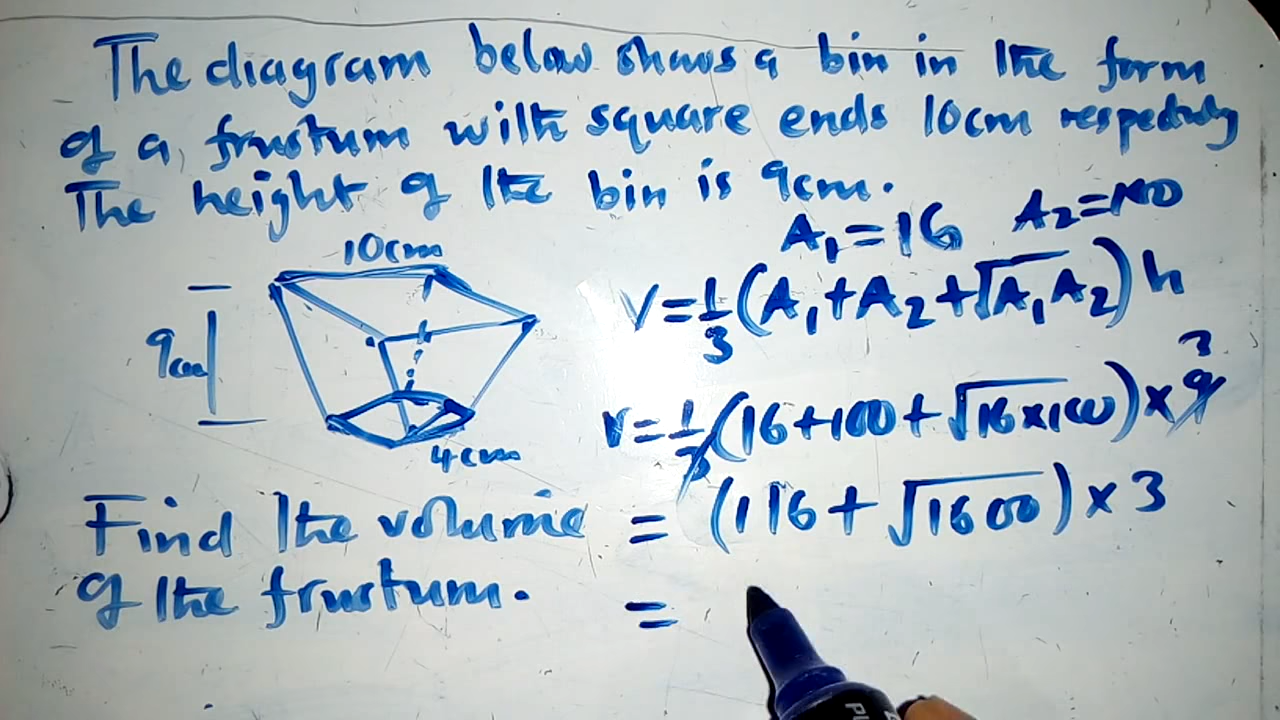 The diagram below shows a bin in the form
of a frustum with square ends 10cm respectively
The height of the bin is 9cm.
A₁=16 A₂=100
10cm
V=1/3(A₁+A₂+√A₁A₂)h
9cm
3
V=1/3(16+100+√16×100)×9
4cm
Find the volume
=(116+√1600)×3
of the frustum.
=